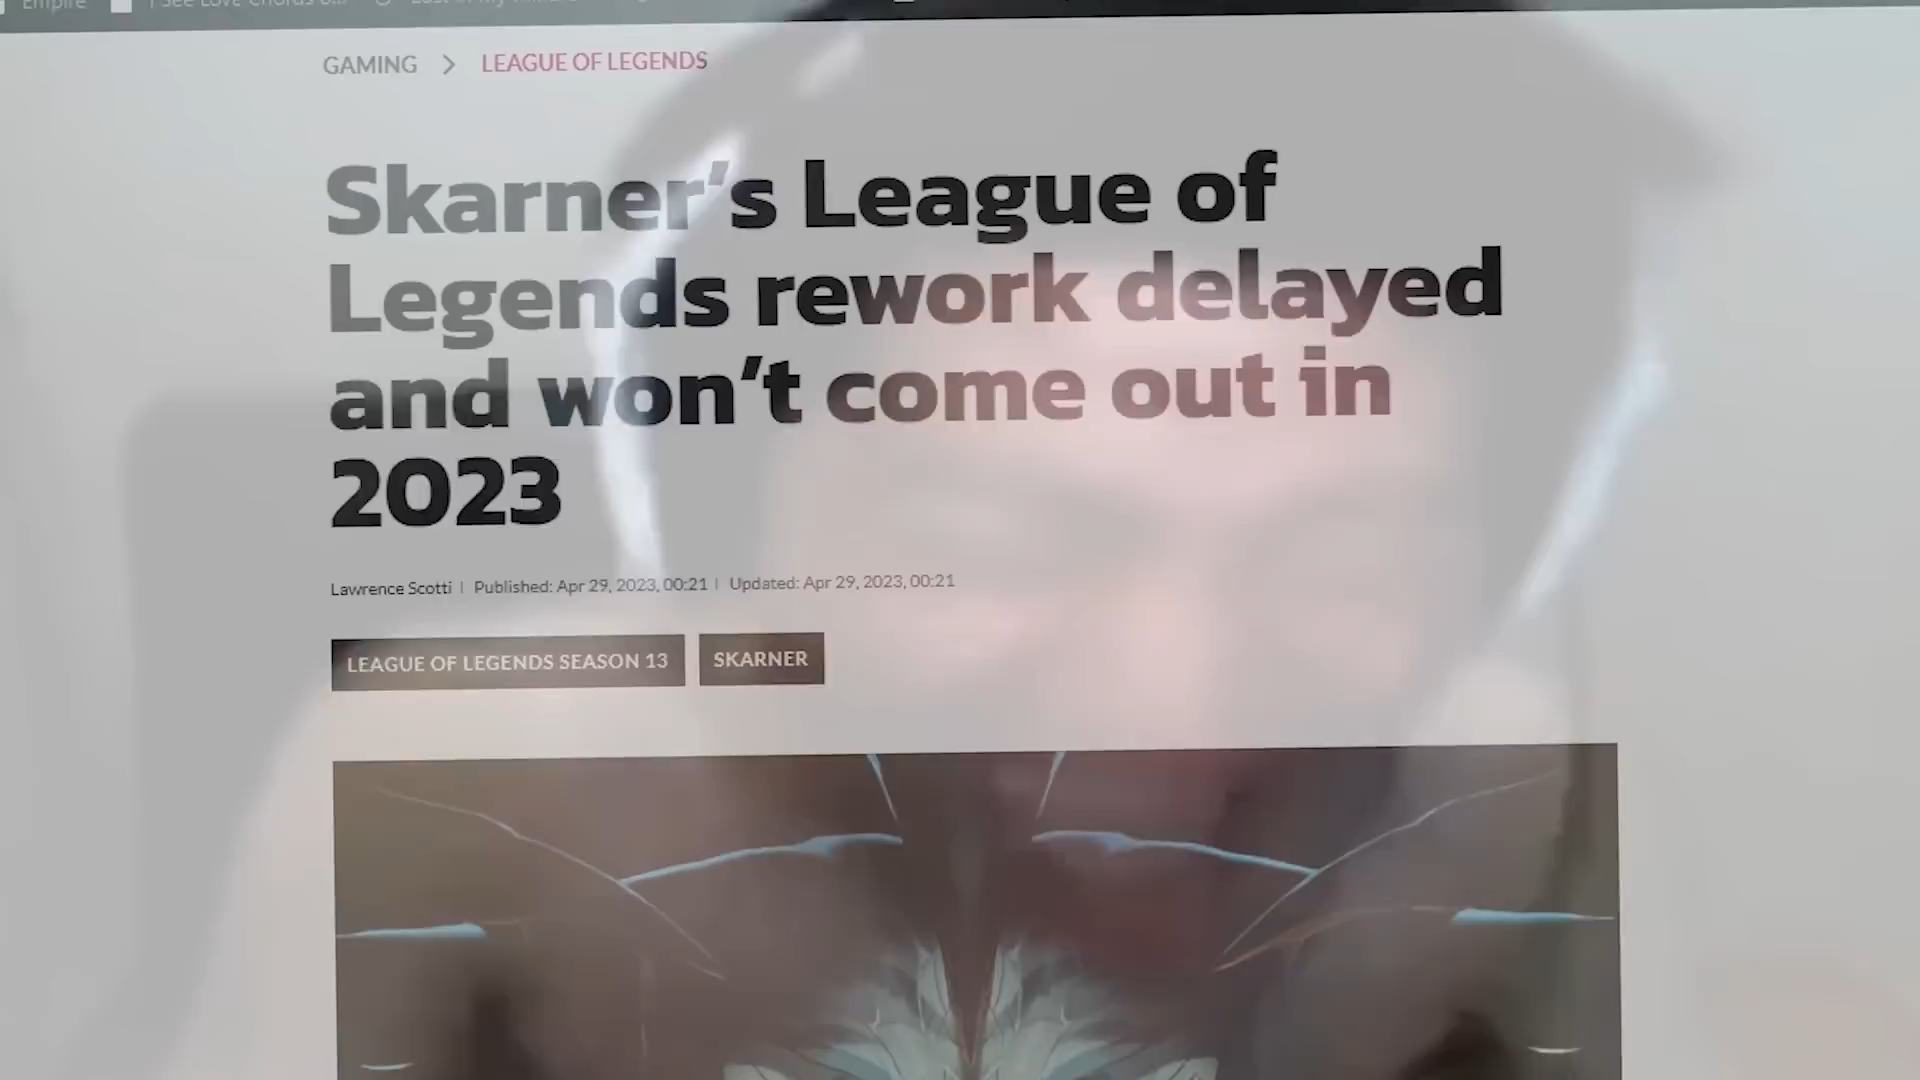 Empire
GAMING > LEAGUE OF LEGENDS
Skarner's League of
Legends rework delayed
and won't come out in
2023
Lawrence Scotti | Published: Apr 29, 2023, 00:21 | Updated: Apr 29, 2023, 00:21
LEAGUE OF LEGENDS SEASON 13 SKARNER